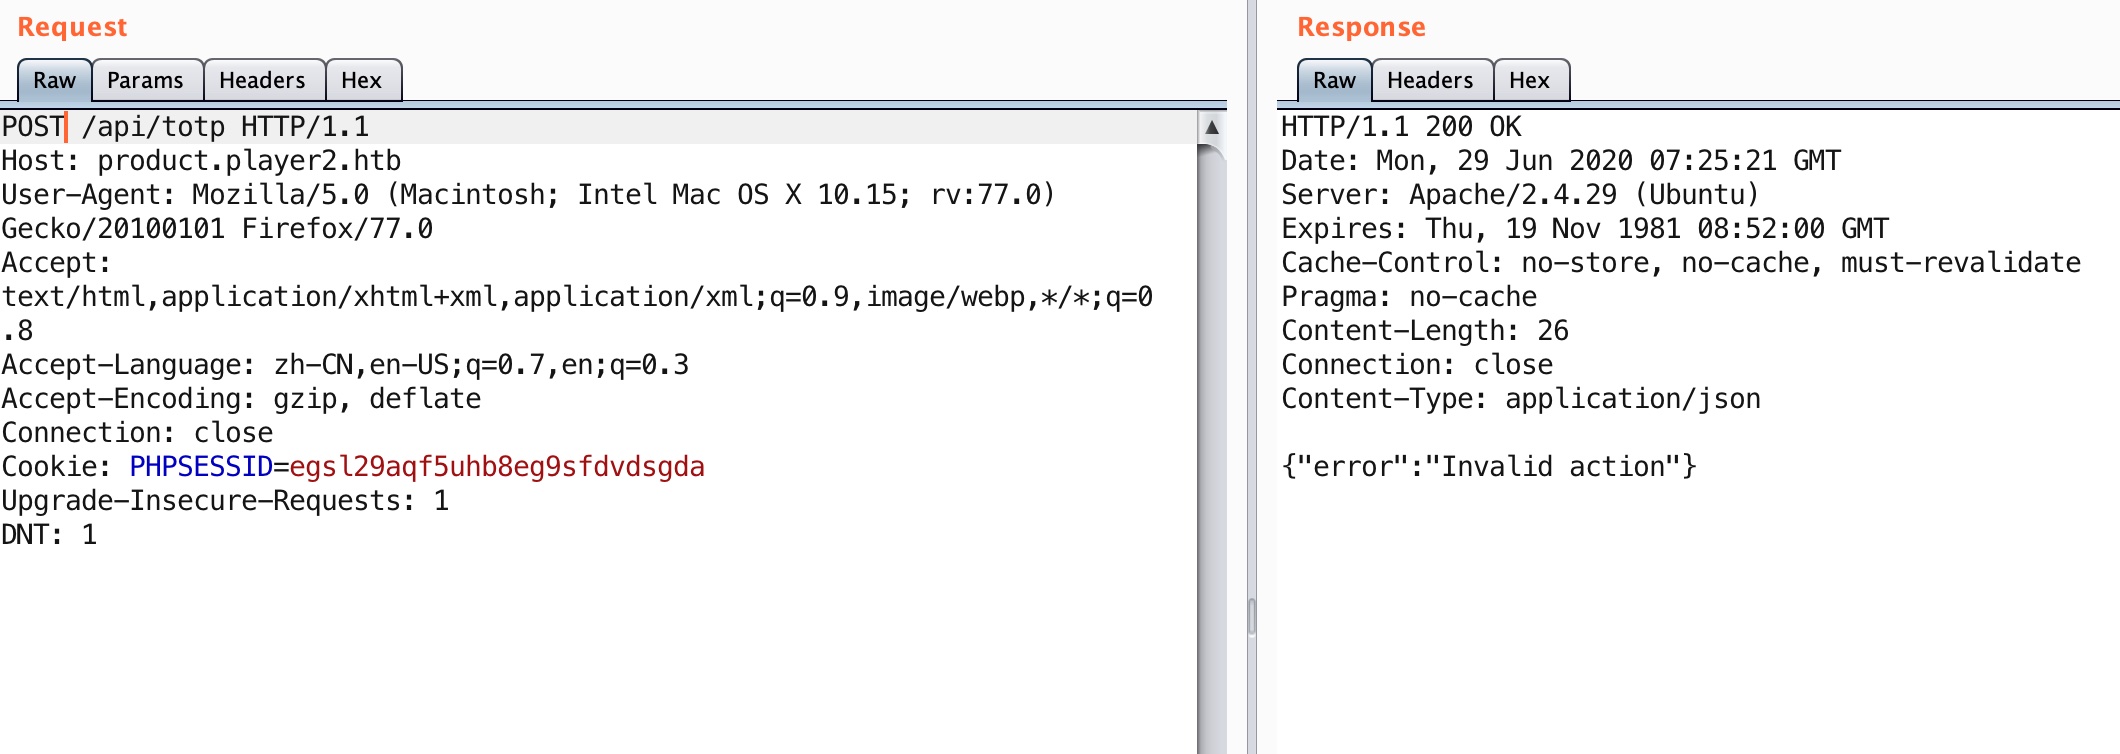 Request
Raw Params Headers Hex
POST /api/totp HTTP/1.1
Host: product.player2.htb
User-Agent: Mozilla/5.0 (Macintosh; Intel Mac OS X 10.15; rv:77.0)
Gecko/20100101 Firefox/77.0
Accept:
text/html,application/xhtml+xml,application/xml;q=0.9,image/webp,*/*;q=0
.8
Accept-Language: zh-CN,en-US;q=0.7,en;q=0.3
Accept-Encoding: gzip, deflate
Connection: close
Cookie: PHPSESSID=egsl29aqf5uhb8eg9sfdvdsgda
Upgrade-Insecure-Requests: 1
DNT: 1
Response
Raw Headers Hex
HTTP/1.1 200 OK
Date: Mon, 29 Jun 2020 07:25:21 GMT
Server: Apache/2.4.29 (Ubuntu)
Expires: Thu, 19 Nov 1981 08:52:00 GMT
Cache-Control: no-store, no-cache, must-revalidate
Pragma: no-cache
Content-Length: 26
Connection: close
Content-Type: application/json
{"error":"Invalid action"}